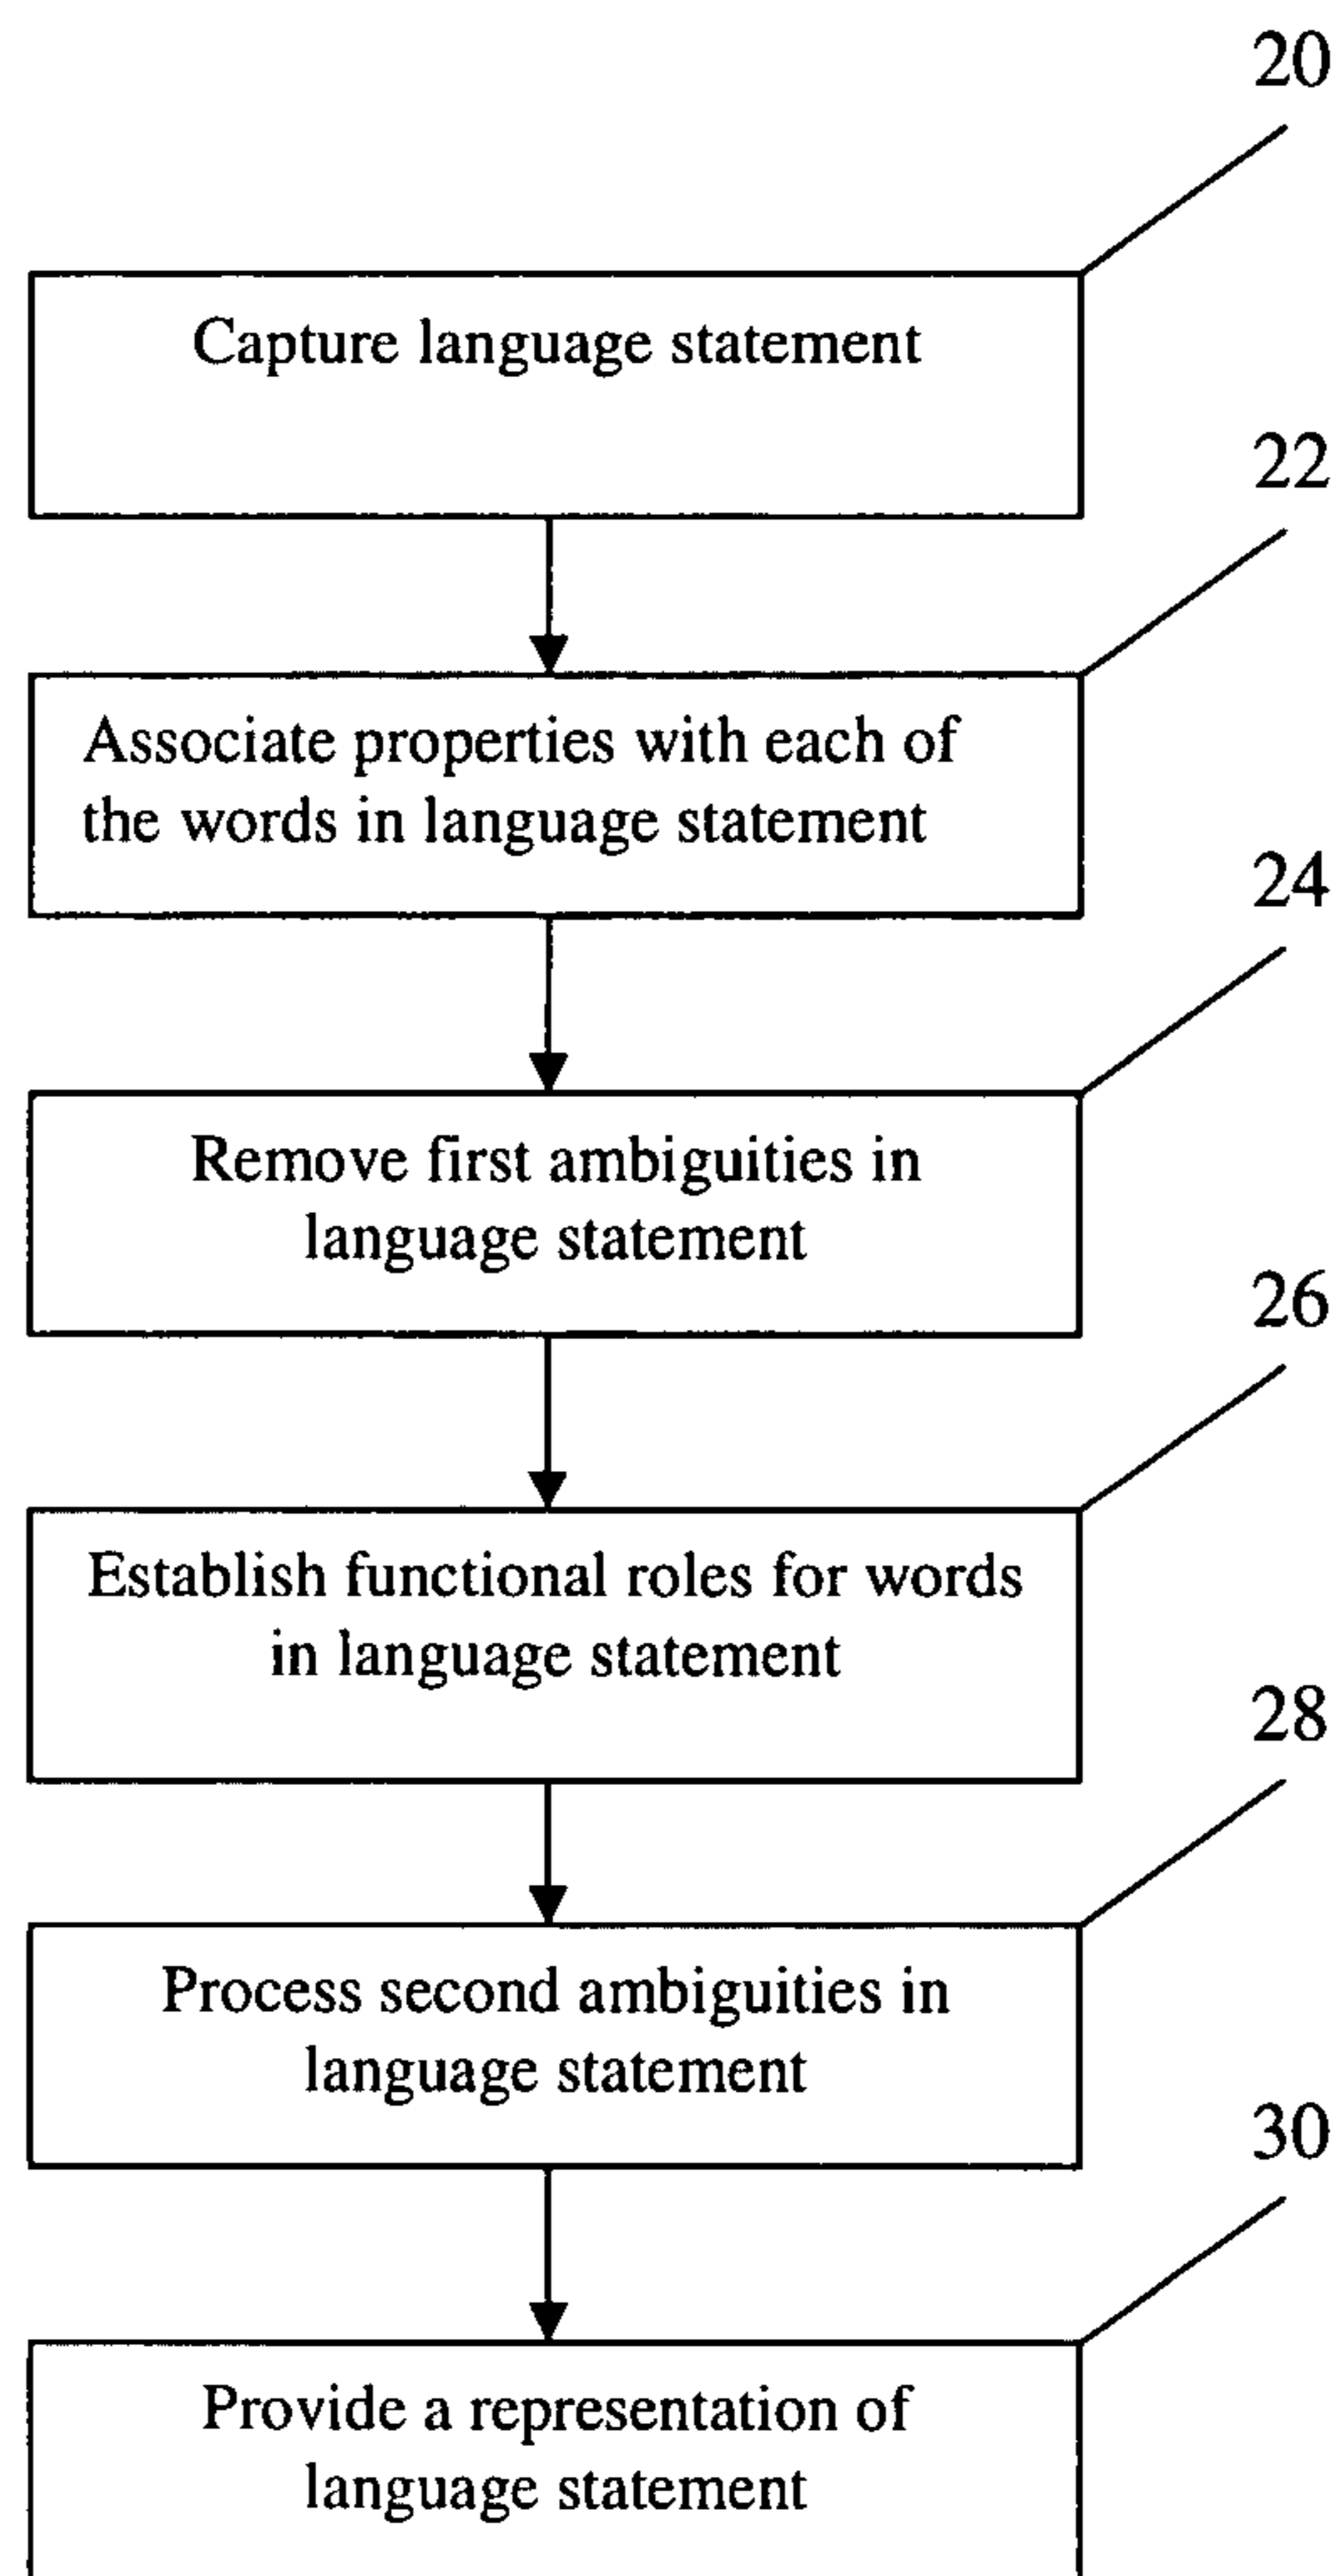 20
Capture language statement
22
Associate properties with each of
the words in language statement
24
Remove first ambiguities in
language statement
26
Establish functional roles for words
in language statement
28
Process second ambiguities in
language statement
30
Provide a representation of
language statement